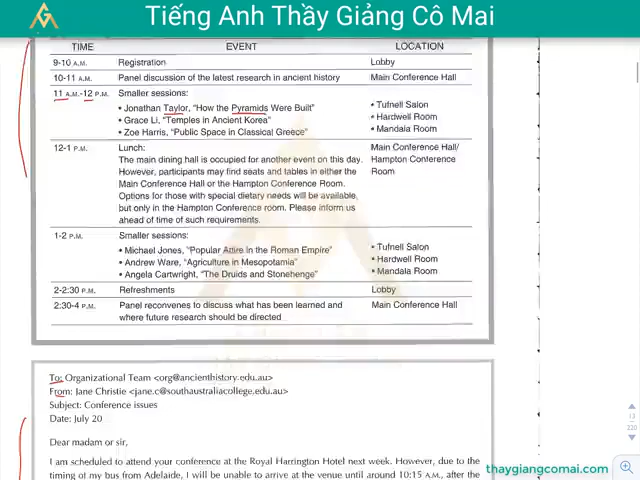 Tiếng Anh Thầy Giảng Cô Mai
TIME EVENT LOCATION
9-10 A.M. Registration Lobby
10-11 A.M. Panel discussion of the latest research in ancient history Main Conference Hall
11 A.M.-12 P.M. Smaller sessions:
• Jonathan Taylor, “How the Pyramids Were Built” • Tufnell Salon
• Grace Li, “Temples in Ancient Korea” • Hardwell Room
• Zoe Harris, “Public Space in Classical Greece” • Mandala Room
12-1 P.M. Lunch: Main Conference Hall/
The main dining hall is occupied for another event on this day. Hampton Conference
However, participants may find seats and tables in either the Room
Main Conference Hall or the Hampton Conference Room.
Options for those with special dietary needs will be available,
but only in the Hampton Conference room. Please inform us
ahead of time of such requirements.
1-2 P.M. Smaller sessions:
• Michael Jones, “Popular Attire in the Roman Empire” • Tufnell Salon
• Andrew Ware, “Agriculture in Mesopotamia” • Hardwell Room
• Angela Cartwright, “The Druids and Stonehenge” • Mandala Room
2-2:30 P.M. Refreshments Lobby
2:30-4 P.M. Panel reconvenes to discuss what has been learned and Main Conference Hall
where future research should be directed
To: Organizational Team <org@ancienthistory.edu.au>
From: Jane Christie <jane.c@southaustraliacollege.edu.au>
Subject: Conference issues
Date: July 20
Dear madam or sir,
I am scheduled to attend your conference at the Royal Harrington Hotel next week. However, due to the
timing of my bus from Adelaide, I will be unable to arrive at the venue until around 10:15 A.M., after the
thaygiangcomai.com
13
220